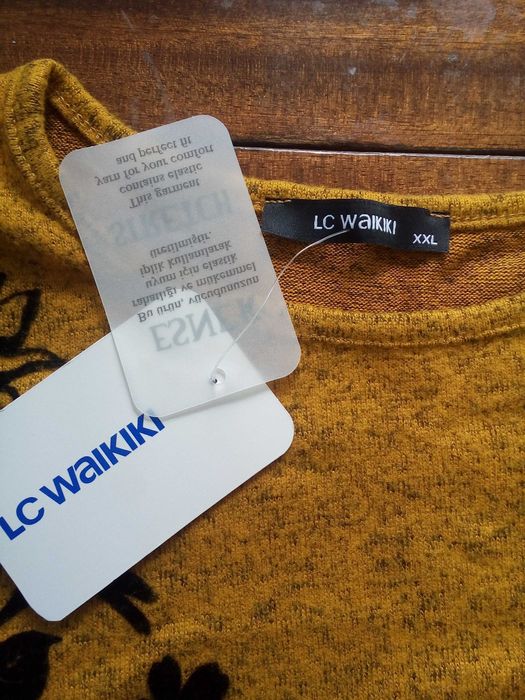 LC WAIKIKI
XXL
ESNEK
Bu ürün, vücudunuzun
rahatlığı ve mükemmel
uyum için elastik
iplik kullanılarak
üretilmiştir.
STRETCH
This garment
contains elastic
yarn for your comfort
and perfect fit
LC WAIKIKI